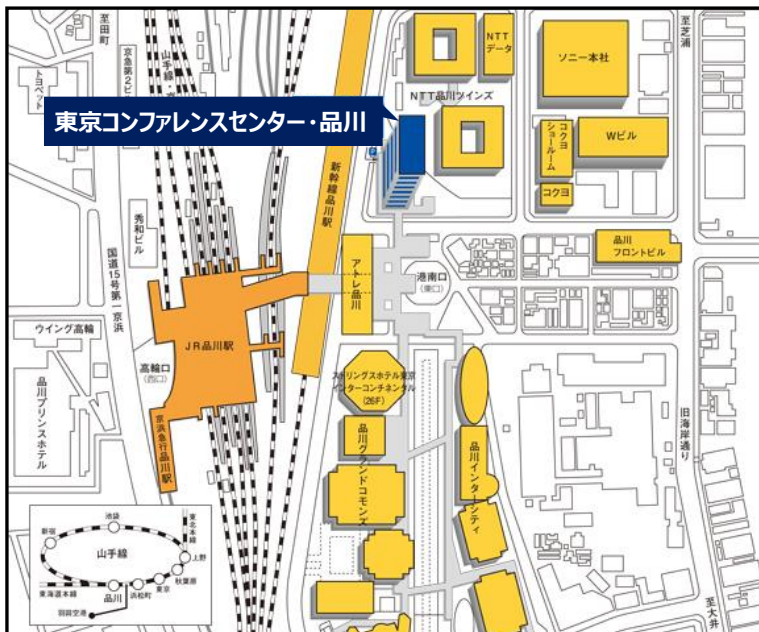 至田町
京急第2ビ
山手線・京
トヨペット
NTT
データ
ソニー本社
至芝浦
NTT品川ツインズ
東京コンファレンスセンター・品川
コクヨ
ショールーム
Wビル
コクヨ
新幹線品川駅
秀和ビル
国道15号第一京浜
アトレ品川
港南口
(東口)
品川
フロントビル
ウイング高輪
JR品川駅
高輪口
(西口)
品川プリンスホテル
京浜急行品川駅
ストリングスホテル東京
インターコンチネンタル
(26F)
品川グランドコモンズ
品川インターシティ
旧海岸通り
池袋
新宿
山手線
東北本線
上野
秋葉原
東京
浜松町
品川
東海道本線
羽田空港
至大井